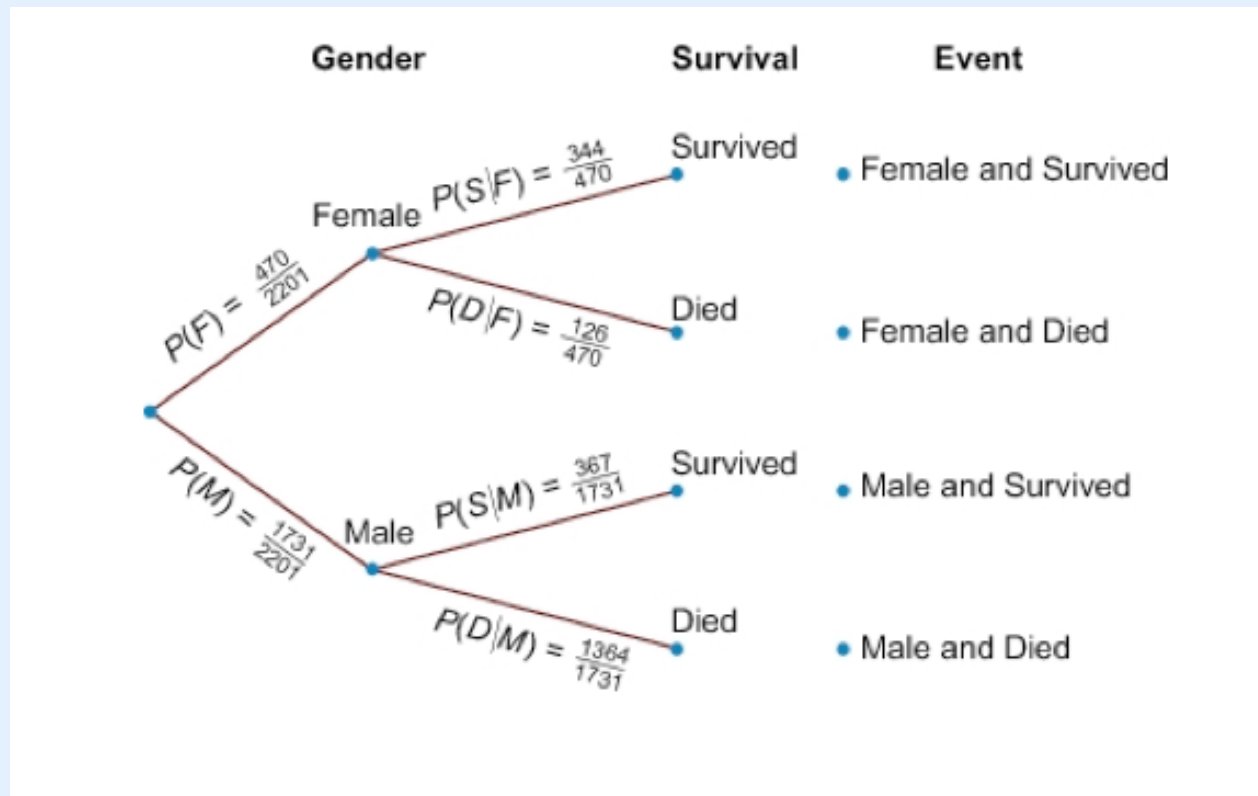 Gender Survival Event
Survived
P(S|F) = 344/470
Female and Survived
Female
P(F) = 470/2201
Died
P(D|F) = 126/470
Female and Died
Survived
P(S|M) = 367/1731
Male and Survived
P(M) = 1731/2201
Male
Died
P(D|M) = 1364/1731
Male and Died